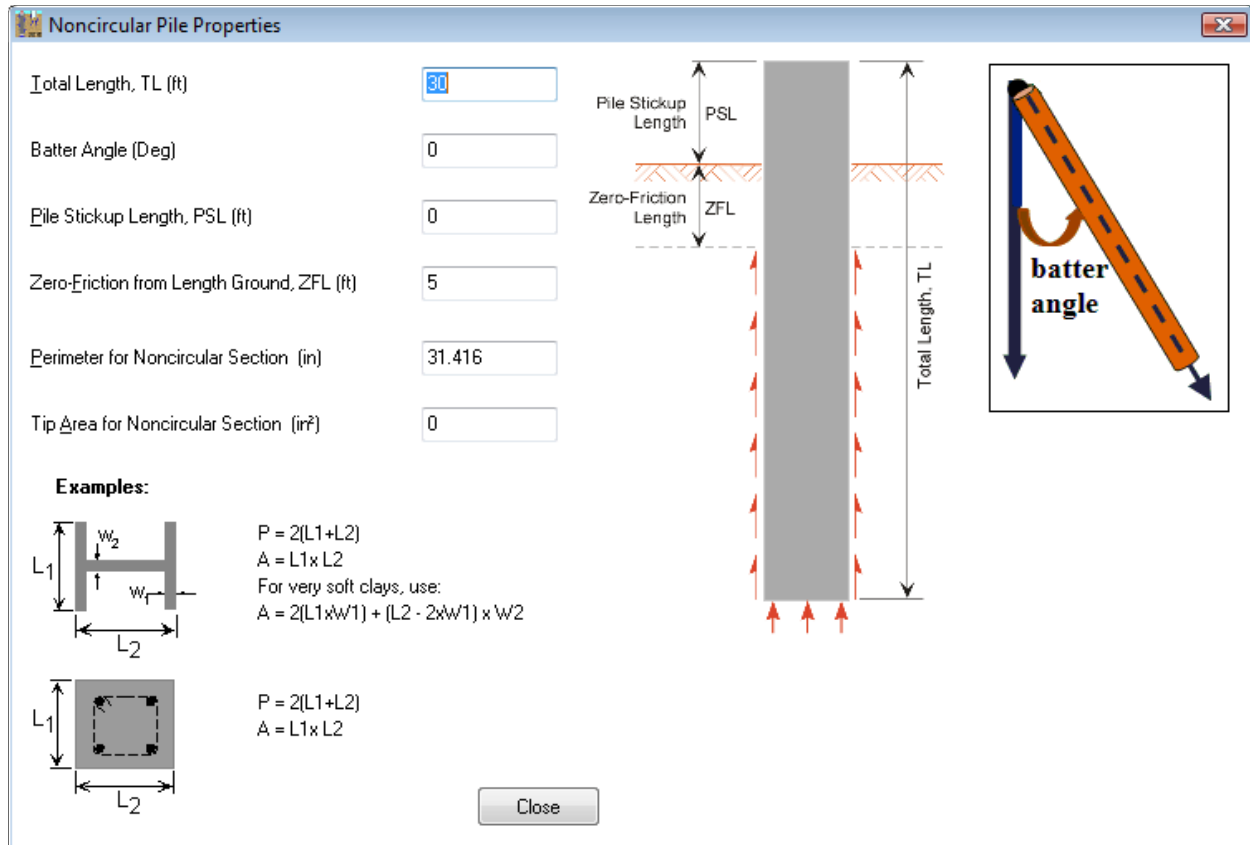 Noncircular Pile Properties
Total Length, TL (ft)
30
Batter Angle (Deg)
0
Pile Stickup Length, PSL (ft)
0
Zero-Friction from Length Ground, ZFL (ft)
5
Perimeter for Noncircular Section (in)
31.416
Tip Area for Noncircular Section (in²)
0
Pile Stickup
Length
PSL
Zero-Friction
Length
ZFL
Total Length, TL
batter
angle
Examples:
L1
W2
W1
L2
P = 2(L1+L2)
A = L1x L2
For very soft clays, use:
A = 2(L1xW1) + (L2 - 2xW1) x W2
L1
L2
P = 2(L1+L2)
A = L1x L2
Close